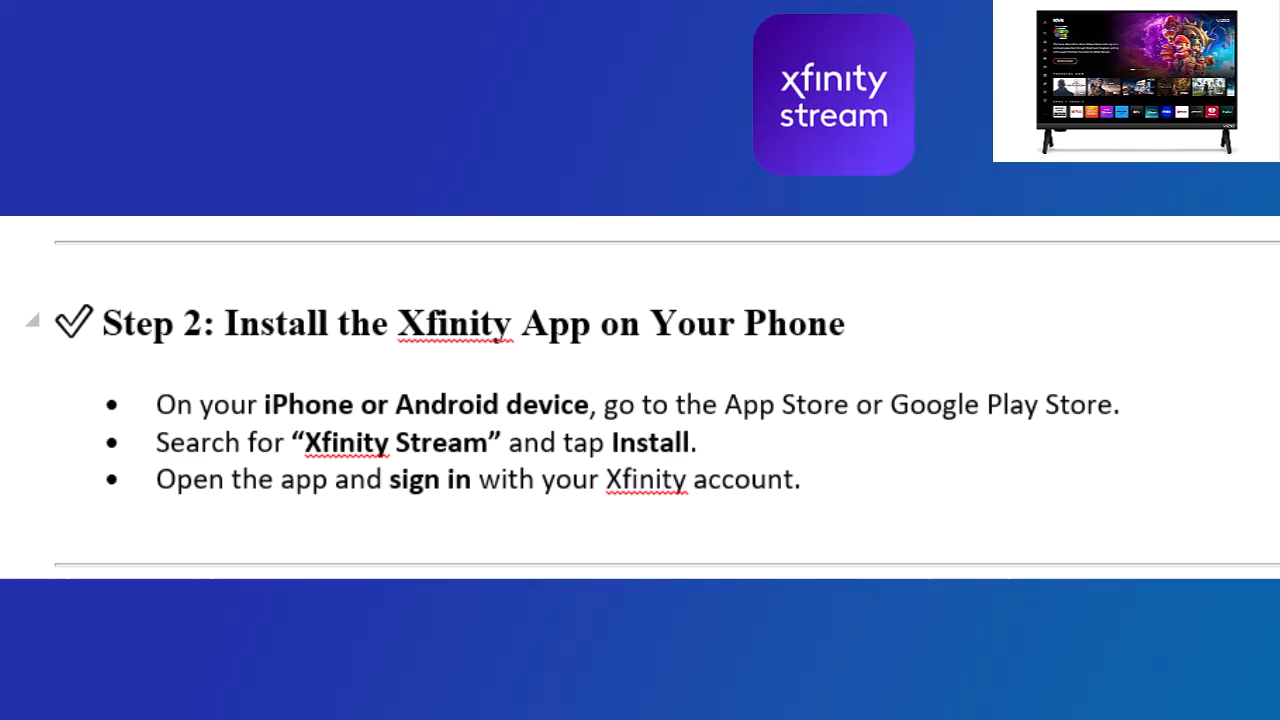 xfinity
stream
VIZIO
✓ Step 2: Install the Xfinity App on Your Phone
• On your iPhone or Android device, go to the App Store or Google Play Store.
• Search for “Xfinity Stream” and tap Install.
• Open the app and sign in with your Xfinity account.